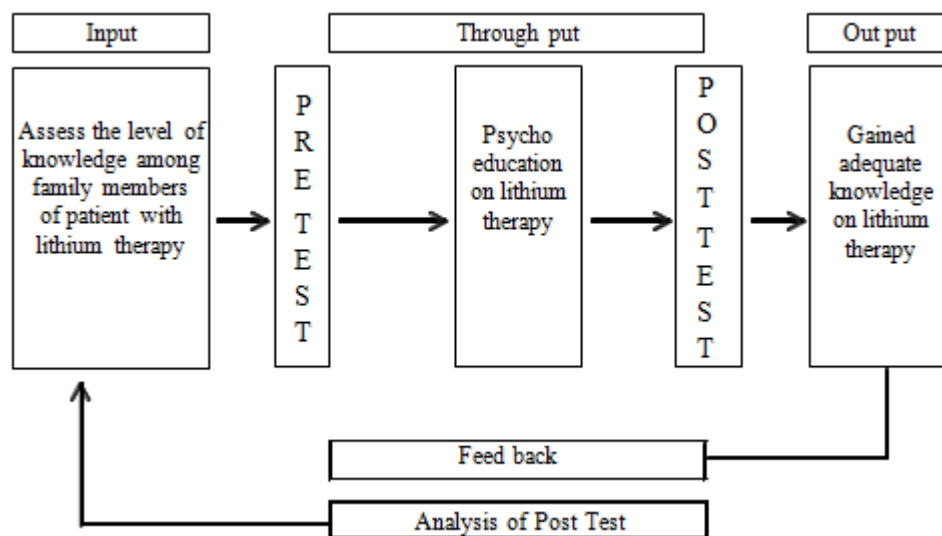 Input
Through put
Out put
Assess the level of
knowledge among
family members
of patient with
lithium therapy
P
R
E
T
E
S
T
Psycho
education
on lithium
therapy
P
O
S
T
T
E
S
T
Gained
adequate
knowledge
on lithium
therapy
Feed back
Analysis of Post Test